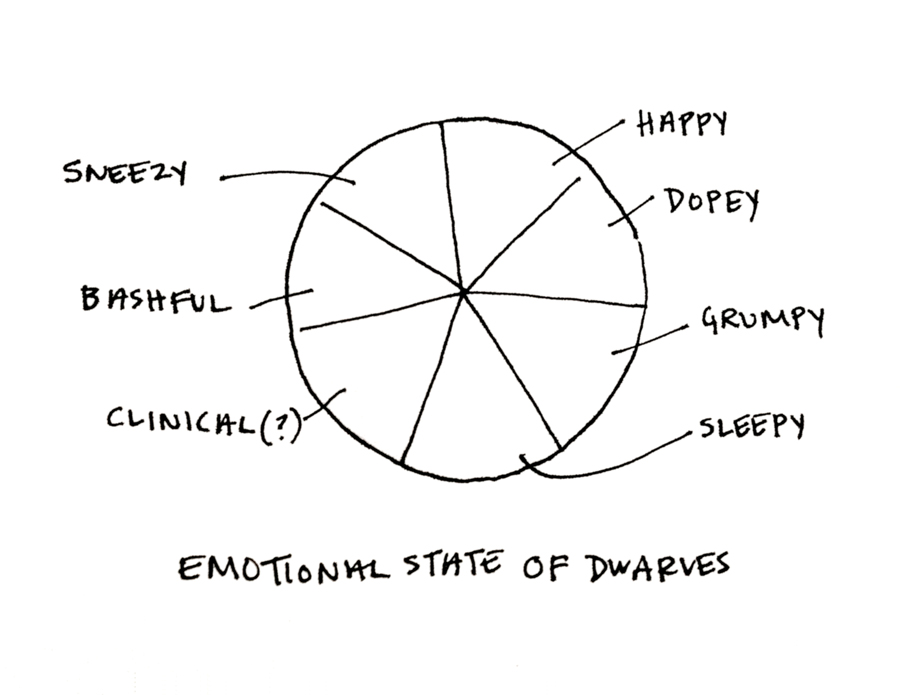 HAPPY
SNEEZY
DOPEY
BASHFUL
GRUMPY
CLINICAL(?)
SLEEPY
EMOTIONAL STATE OF DWARVES